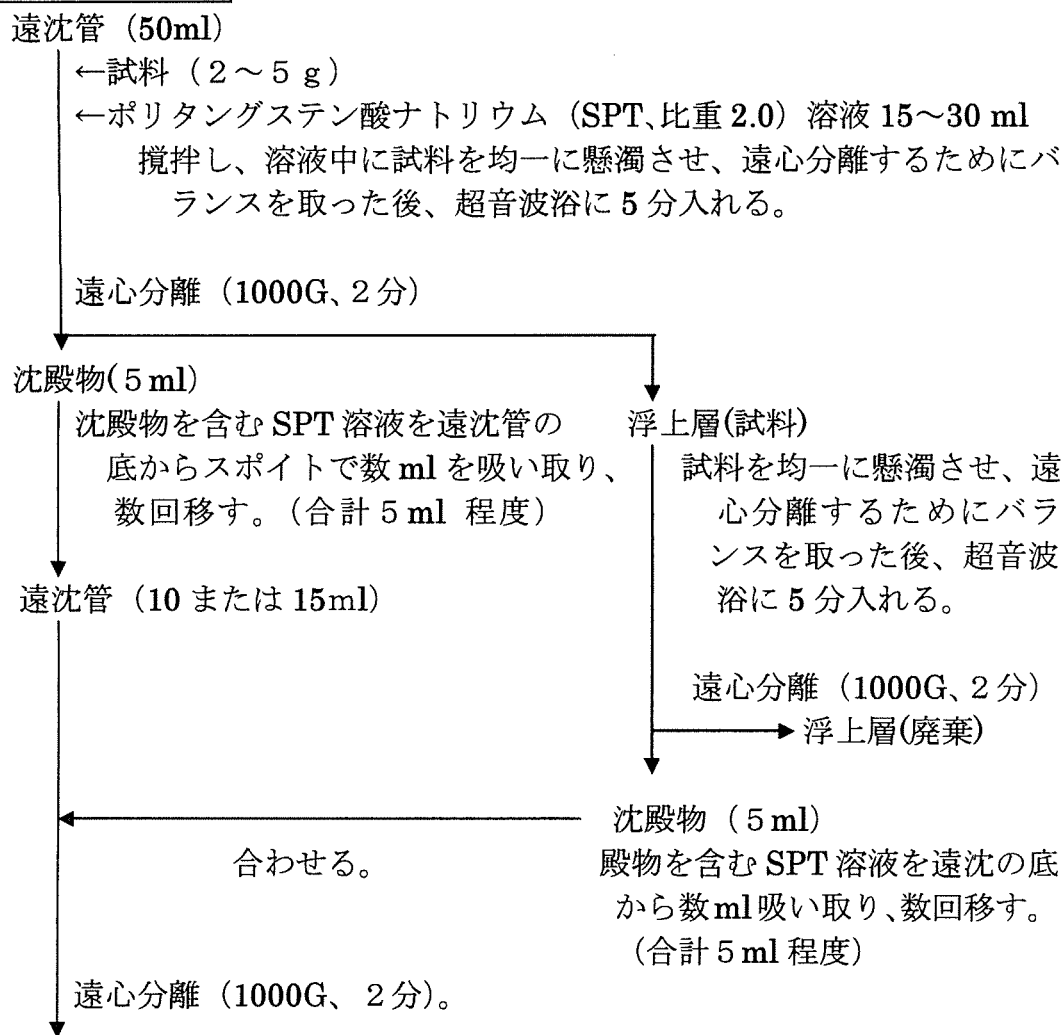 遠沈管（50ml）
←試料（２～５ｇ）
←ポリタングステン酸ナトリウム（SPT、比重 2.0）溶液 15～30 ml
攪拌し、溶液中に試料を均一に懸濁させ、遠心分離するためにバ
ランスを取った後、超音波浴に 5 分入れる。
遠心分離（1000G、２分）
沈殿物(５ml)
沈殿物を含む SPT 溶液を遠沈管の
底からスポイトで数 ml を吸い取り、
数回移す。（合計 5 ml 程度）
遠沈管（10 または 15ml）
浮上層(試料)
試料を均一に懸濁させ、遠
心分離するためにバラ
ンスを取った後、超音波
浴に 5 分入れる。
遠心分離（1000G、２分）
浮上層(廃棄)
沈殿物（５ml）
殿物を含む SPT 溶液を遠沈の底
から数ml吸い取り、数回移す。
（合計５ml 程度）
合わせる。
遠心分離（1000G、２分）。